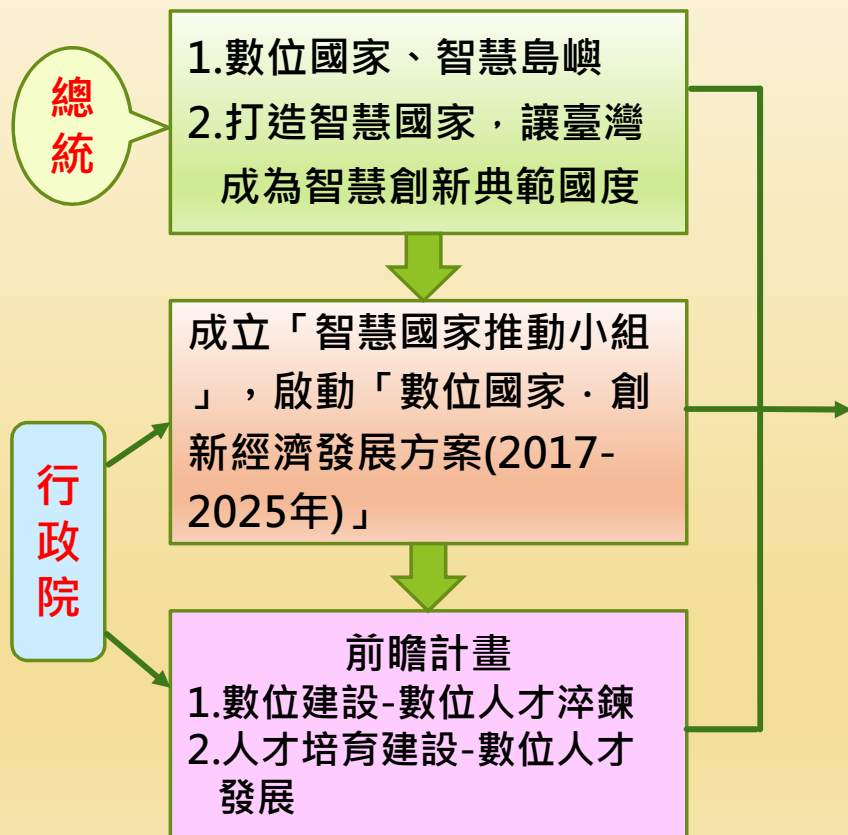 總統
1.數位國家、智慧島嶼
2.打造智慧國家，讓臺灣
成為智慧創新典範國度
行政院
成立「智慧國家推動小組
」，啟動「數位國家．創
新經濟發展方案(2017-
2025年)」
前瞻計畫
1.數位建設-數位人才淬鍊
2.人才培育建設-數位人才
發展